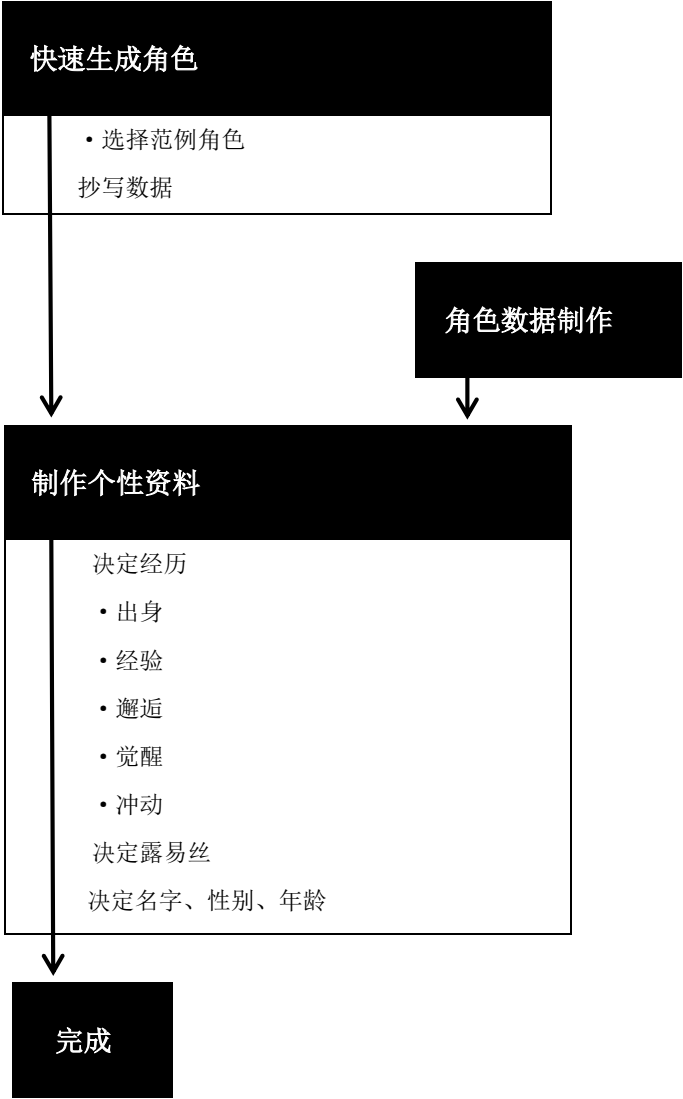 快速生成角色
・选择范例角色
抄写数据
角色数据制作
制作个性资料
决定经历
・出身
・经验
・邂逅
・觉醒
・冲动
决定露易丝
决定名字、性别、年龄
完成